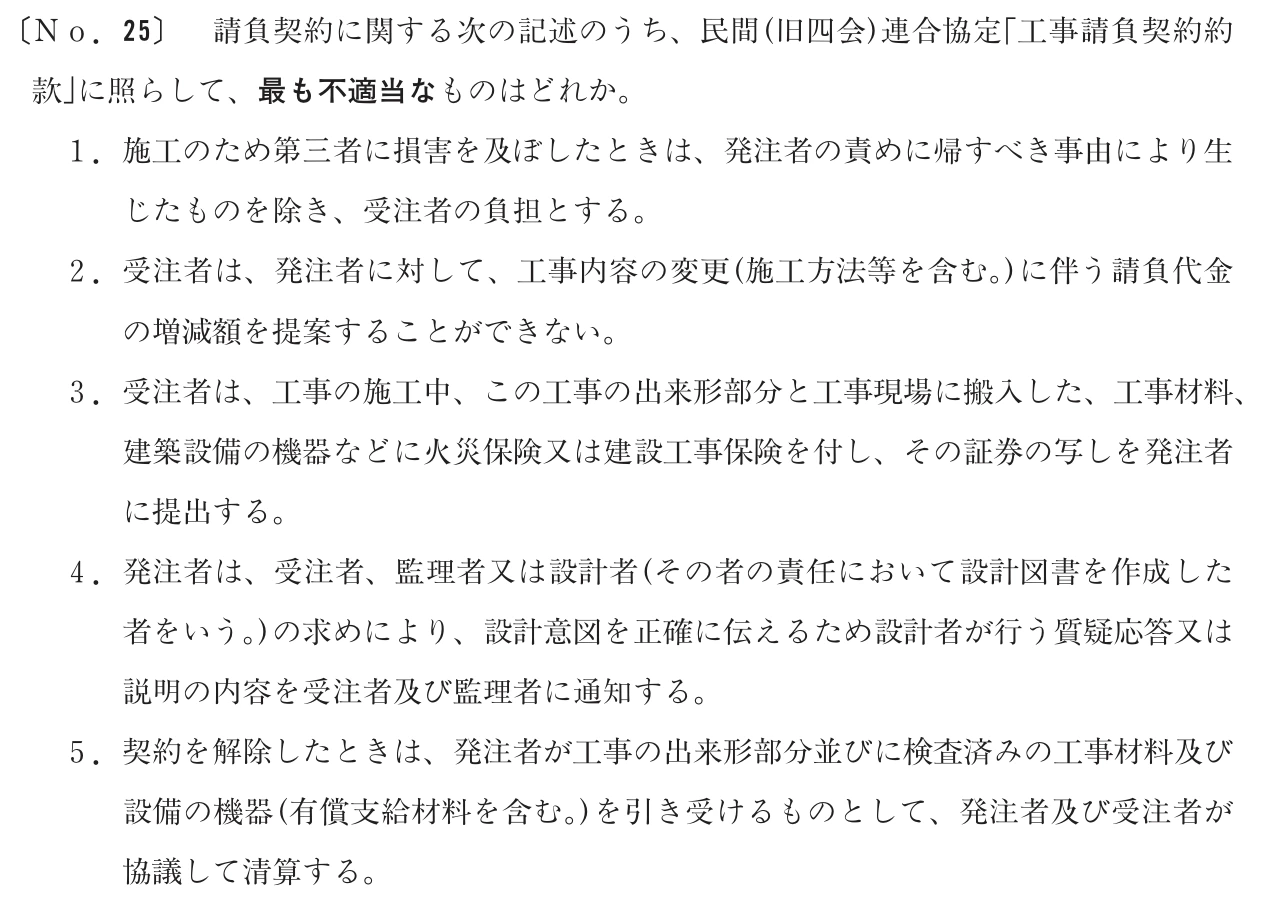 〔Ｎｏ．25〕　請負契約に関する次の記述のうち、民間(旧四会)連合協定「工事請負契約約
款」に照らして、最も不適当なものはどれか。
1．施工のため第三者に損害を及ぼしたときは、発注者の責めに帰すべき事由により生
じたものを除き、受注者の負担とする。
2．受注者は、発注者に対して、工事内容の変更(施工方法等を含む。)に伴う請負代金
の増減額を提案することができない。
3．受注者は、工事の施工中、この工事の出来形部分と工事現場に搬入した、工事材料、
建築設備の機器などに火災保険又は建設工事保険を付し、その証券の写しを発注者
に提出する。
4．発注者は、受注者、監理者又は設計者(その者の責任において設計図書を作成した
者をいう。)の求めにより、設計意図を正確に伝えるため設計者が行う質疑応答又は
説明の内容を受注者及び監理者に通知する。
5．契約を解除したときは、発注者が工事の出来形部分並びに検査済みの工事材料及び
設備の機器(有償支給材料を含む。)を引き受けるものとして、発注者及び受注者が
協議して清算する。